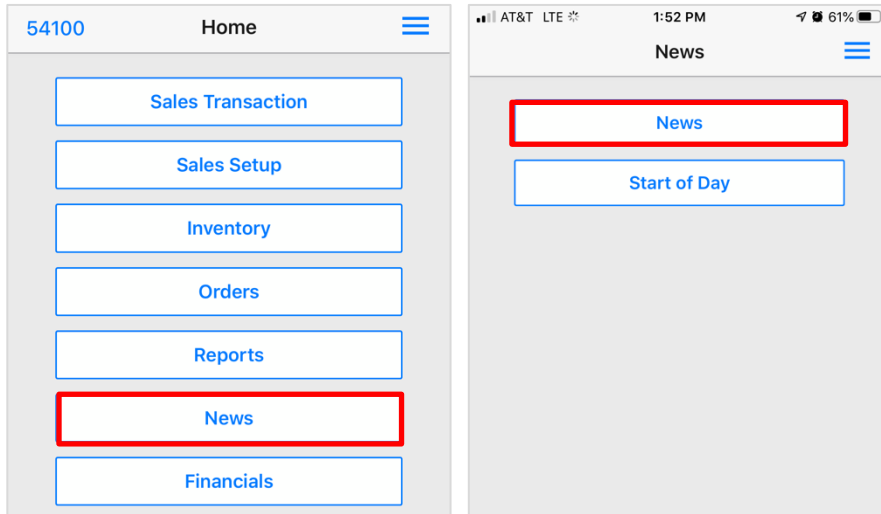 54100 Home
Sales Transaction
Sales Setup
Inventory
Orders
Reports
News
Financials
AT&T LTE 1:52 PM 61%
News
News
Start of Day